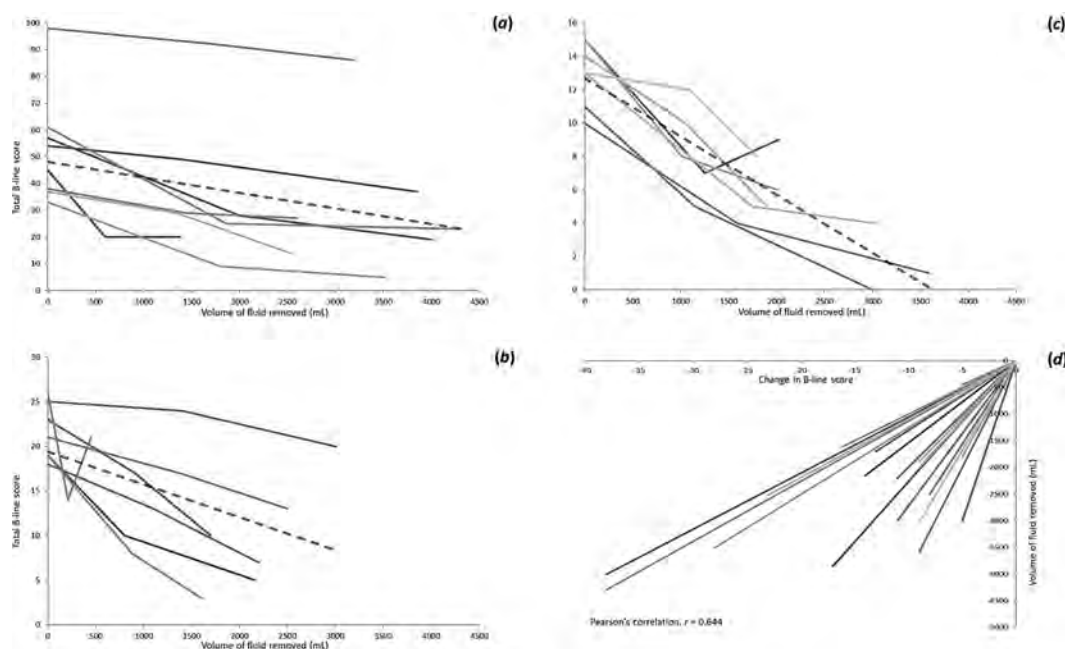 (a)
100
90
80
70
60
50
40
30
20
10
0
Total B-line score
0 500 1000 1500 2000 2500 3000 3500 4000 4500
Volume of fluid removed (mL)
(c)
16
14
12
10
8
6
4
2
0
0 500 1000 1500 2000 2500 3000 3500 4000 4500
Volume of fluid removed (mL)
(b)
30
25
20
15
10
5
0
Total B-line score
0 500 1000 1500 2000 2500 3000 3500 4000 4500
Volume of fluid removed (mL)
(d)
-40 -35 -30 -25 -20 -15 -10 -5 0
Change in B-line score
Volume of fluid removed (mL)
Pearson's correlation, r = 0.644